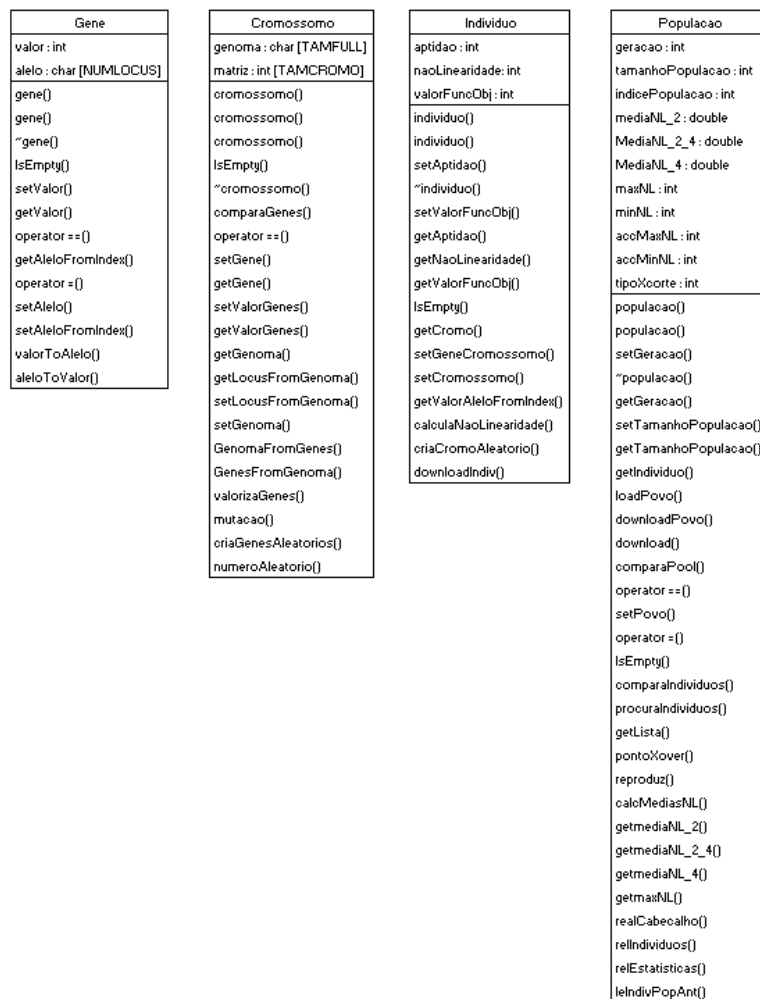 Gene
valor : int
alelo : char [NUMLOCUS]
gene()
gene()
~gene()
IsEmpty()
setValor()
getValor()
operator ==()
getAleloFromIndex()
operator =()
setAlelo()
setAleloFromIndex()
valorToAlelo()
aleloToValor()
Cromossomo
genoma : char [TAMFULL]
matriz : int [TAMCROMO]
cromossomo()
cromossomo()
cromossomo()
IsEmpty()
~cromossomo()
comparaGenes()
operator ==()
setGene()
getGene()
setValorGenes()
getValorGenes()
getGenoma()
getLocusFromGenoma()
setLocusFromGenoma()
setGenoma()
GenomaFromGenes()
GenesFromGenoma()
valorizaGenes()
mutacao()
criaGenesAleatorios()
numeroAleatorio()
Individuo
aptidao : int
naoLinearidade: int
valorFuncObj : int
individuo()
individuo()
setAptidao()
~individuo()
setValorFuncObj()
getAptidao()
getNaoLinearidade()
getValorFuncObj()
IsEmpty()
getCromo()
setGeneCromossomo()
setCromossomo()
getValorAleloFromIndex()
calculaNaoLinearidade()
criaCromoAleatorio()
downloadIndiv()
Populacao
geracao : int
tamanhoPopulacao : int
indicePopulacao : int
mediaNL_2 : double
MediaNL_2_4 : double
MediaNL_4 : double
maxNL : int
minNL : int
accMaxNL : int
accMinNL : int
tipoXcorte : int
populacao()
populacao()
setGeracao()
~populacao()
getGeracao()
setTamanhoPopulacao()
getTamanhoPopulacao()
getIndividuo()
loadPovo()
downloadPovo()
download()
comparaPool()
operator ==()
setPovo()
operator =()
IsEmpty()
comparaIndividuos()
procuraIndividuos()
getLista()
pontoXover()
reproduz()
calcMediasNL()
getmediaNL_2()
getmediaNL_2_4()
getmediaNL_4()
getmaxNL()
realCabecalho()
relIndividuos()
relEstatisticas()
leIndivPopAnt()